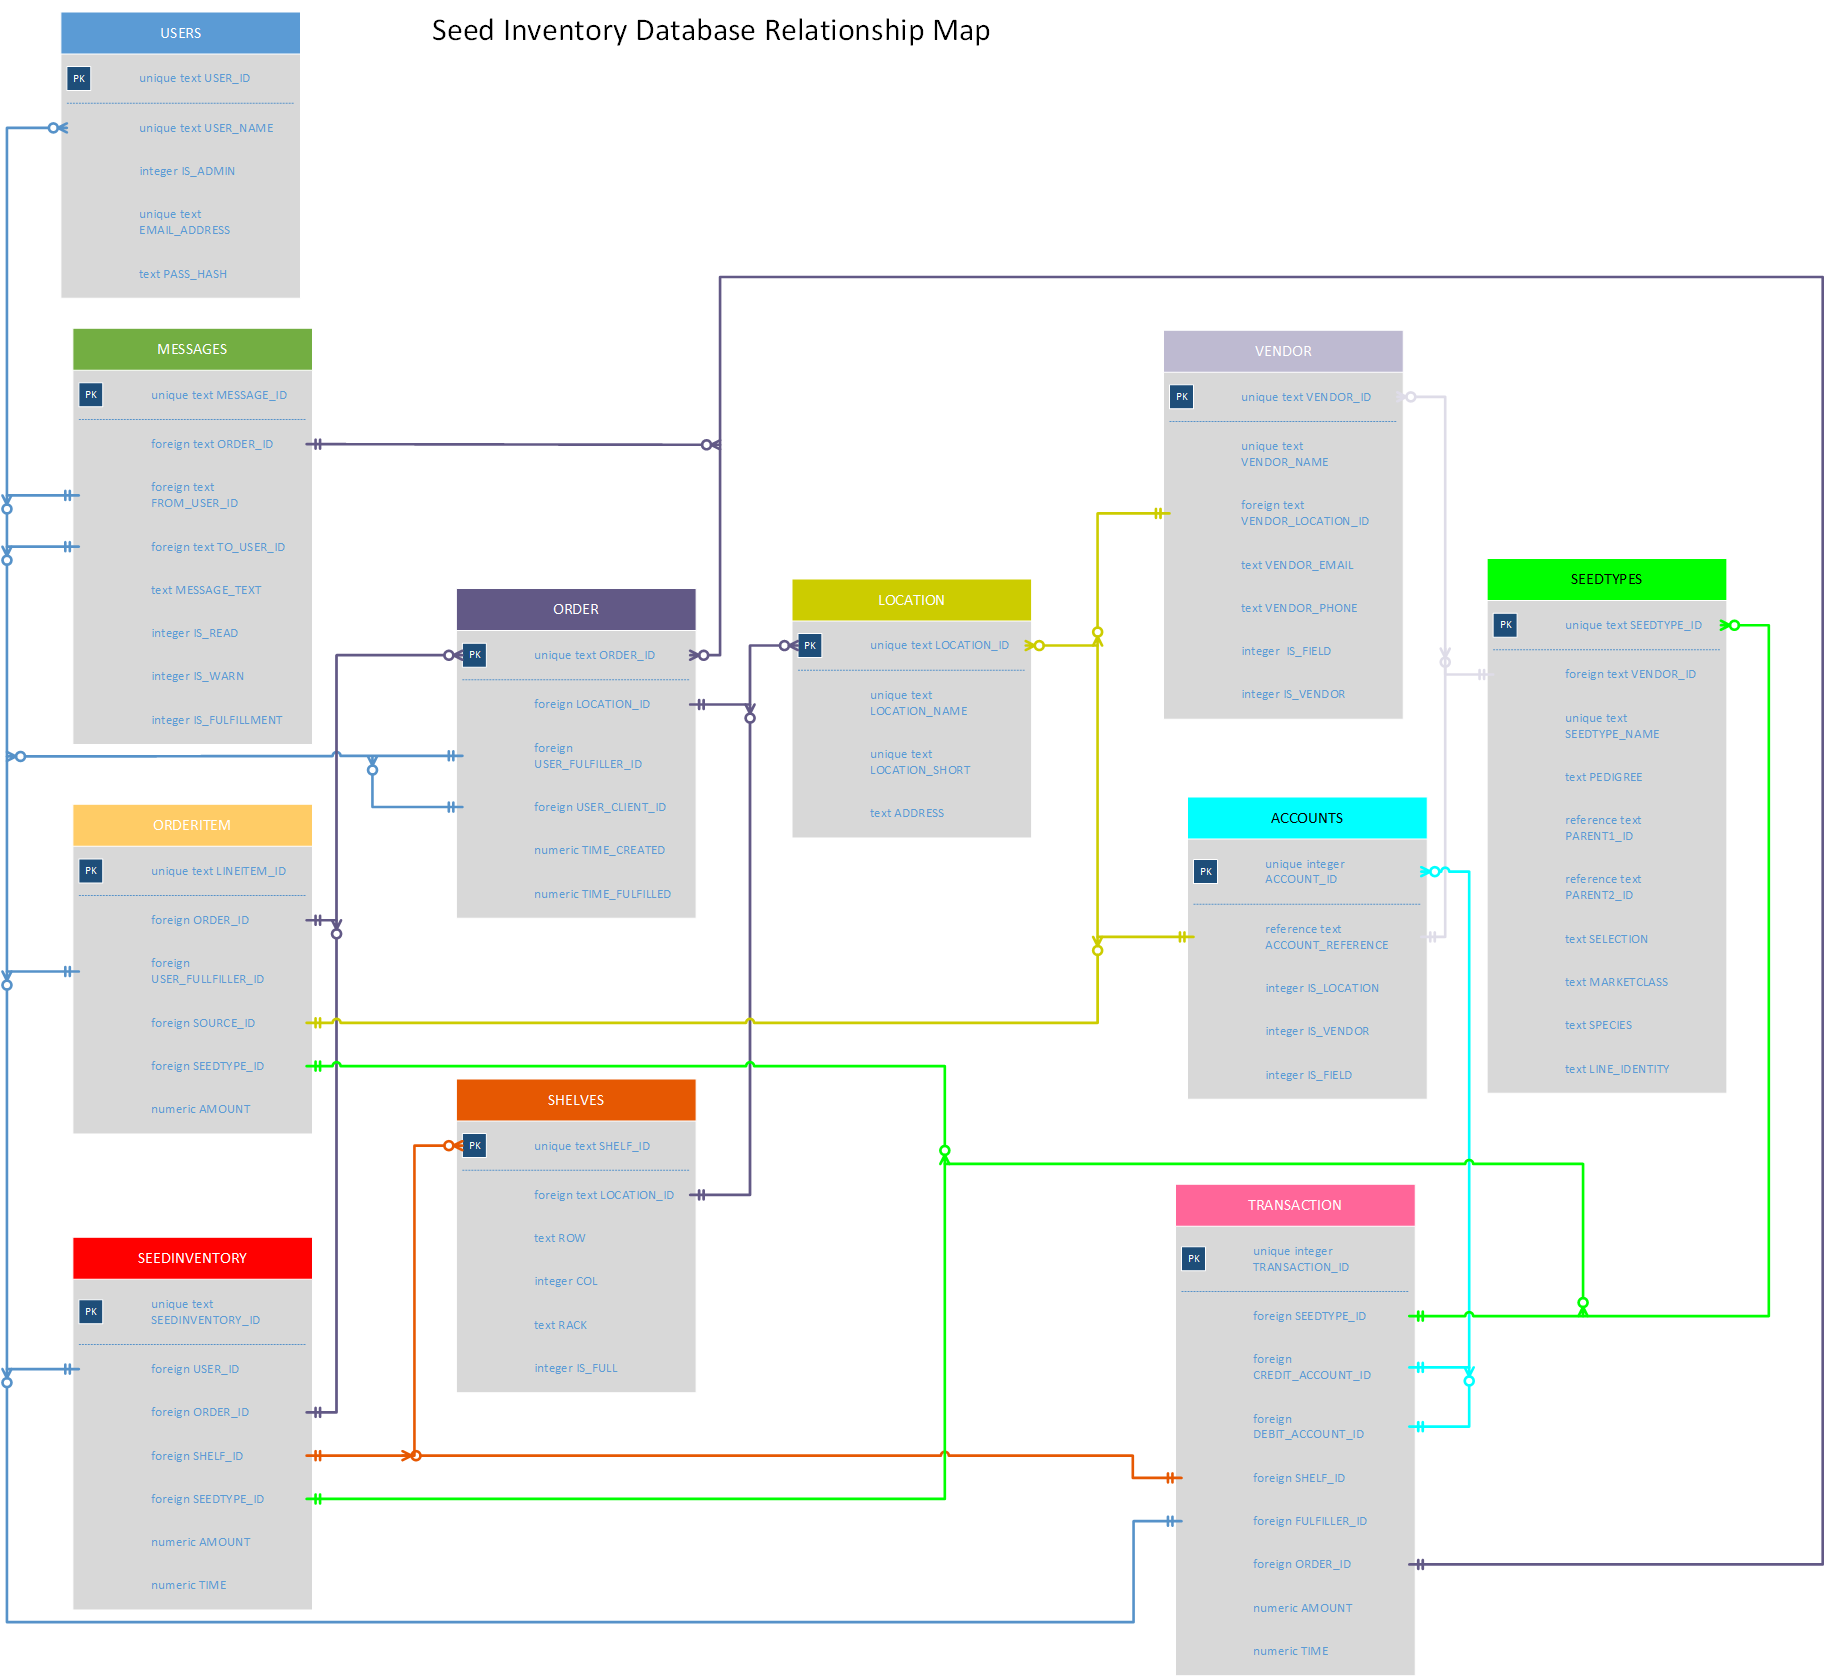 Seed Inventory Database Relationship Map
USERS
PK
unique text USER_ID
unique text USER_NAME
integer IS_ADMIN
unique text
EMAIL_ADDRESS
text PASS_HASH
MESSAGES
PK
unique text MESSAGE_ID
foreign text ORDER_ID
foreign text
FROM_USER_ID
foreign text TO_USER_ID
text MESSAGE_TEXT
integer IS_READ
integer IS_WARN
integer IS_FULFILLMENT
ORDERITEM
PK
unique text LINEITEM_ID
foreign ORDER_ID
foreign
USER_FULLFILLER_ID
foreign SOURCE_ID
foreign SEEDTYPE_ID
numeric AMOUNT
SEEDINVENTORY
PK
unique text
SEEDINVENTORY_ID
foreign USER_ID
foreign ORDER_ID
foreign SHELF_ID
foreign SEEDTYPE_ID
numeric AMOUNT
numeric TIME
ORDER
PK
unique text ORDER_ID
foreign LOCATION_ID
foreign
USER_FULFILLER_ID
foreign USER_CLIENT_ID
numeric TIME_CREATED
numeric TIME_FULFILLED
SHELVES
PK
unique text SHELF_ID
foreign text LOCATION_ID
text ROW
integer COL
text RACK
integer IS_FULL
LOCATION
PK
unique text LOCATION_ID
unique text
LOCATION_NAME
unique text
LOCATION_SHORT
text ADDRESS
VENDOR
PK
unique text VENDOR_ID
unique text
VENDOR_NAME
foreign text
VENDOR_LOCATION_ID
text VENDOR_EMAIL
text VENDOR_PHONE
integer  IS_FIELD
integer IS_VENDOR
ACCOUNTS
PK
unique integer
ACCOUNT_ID
reference text
ACCOUNT_REFERENCE
integer IS_LOCATION
integer IS_VENDOR
integer IS_FIELD
TRANSACTION
PK
unique integer
TRANSACTION_ID
foreign SEEDTYPE_ID
foreign
CREDIT_ACCOUNT_ID
foreign
DEBIT_ACCOUNT_ID
foreign SHELF_ID
foreign FULFILLER_ID
foreign ORDER_ID
numeric AMOUNT
numeric TIME
SEEDTYPES
PK
unique text SEEDTYPE_ID
foreign text VENDOR_ID
unique text
SEEDTYPE_NAME
text PEDIGREE
reference text
PARENT1_ID
reference text
PARENT2_ID
text SELECTION
text MARKETCLASS
text SPECIES
text LINE_IDENTITY